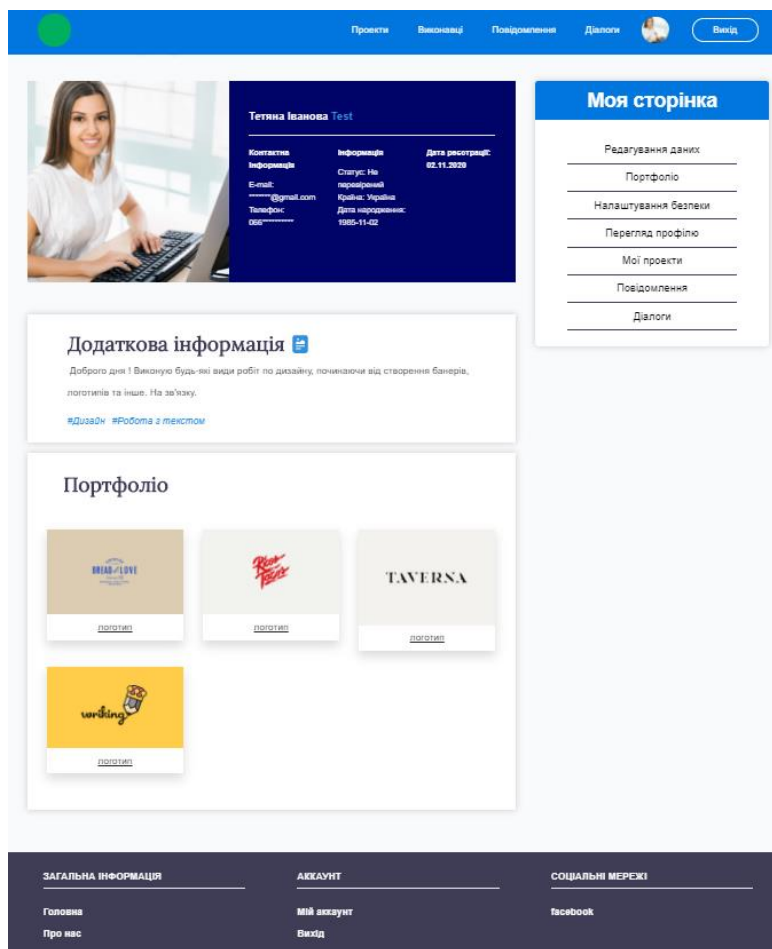 Проекти Виконавці Повідомлення Діалоги Вихід
Тетяна Іванова Test
Контактна інформація
E-mail:
*******@gmail.com
Телефон:
066**********
Інформація
Статус: Не
перевірений
Країна: Україна
Дата народження:
1985-11-02
Дата реєстрації:
02.11.2020
Моя сторінка
Редагування даних
Портфоліо
Налаштування безпеки
Перегляд профілю
Мої проекти
Повідомлення
Діалоги
Додаткова інформація
Доброго дня ! Виконую будь-які види робіт по дизайну, починаючи від створення банерів,
логотипів та інше. На зв'язку.
#Дизайн #Робота з текстом
Портфоліо
BREAD of LOVE
логотип
логотип
TAVERNA
логотип
wriking
логотип
ЗАГАЛЬНА ІНФОРМАЦІЯ
Головна
Про нас
АККАУНТ
Мій аккаунт
Вихід
СОЦІАЛЬНІ МЕРЕЖІ
facebook